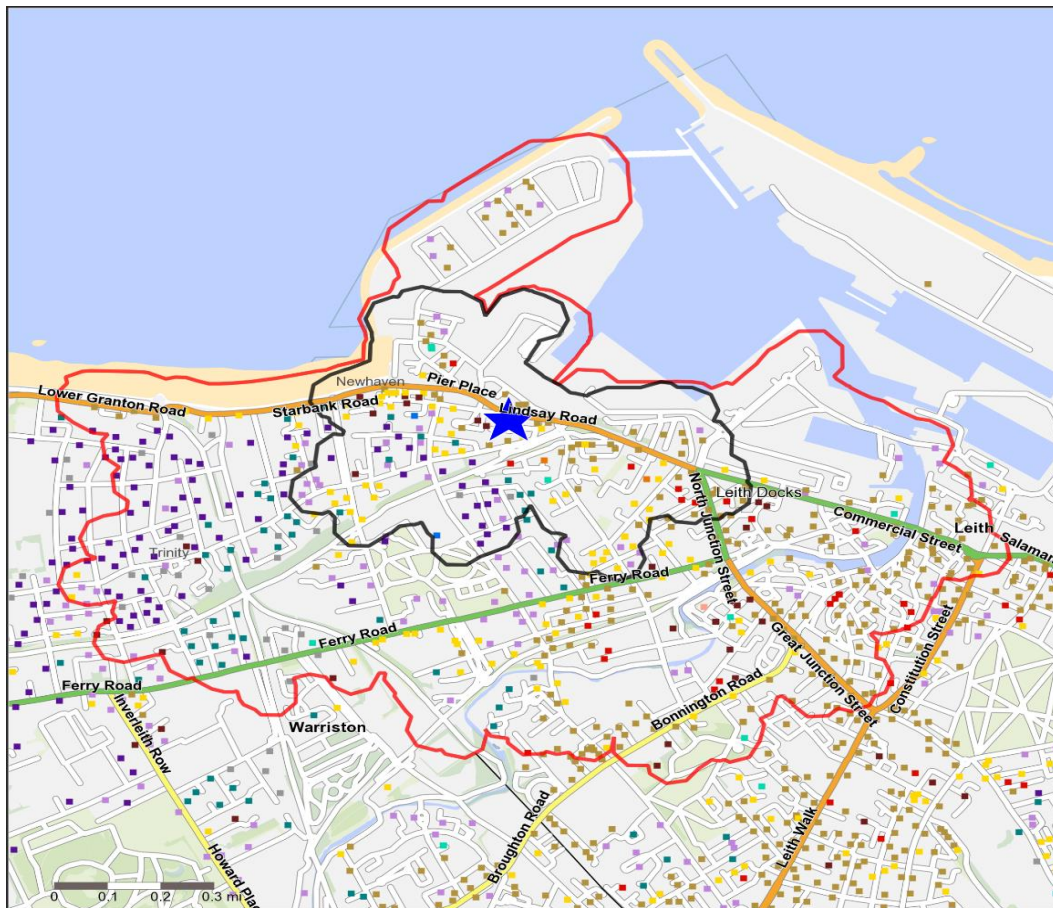 Newhaven
Pier Place
Lower Granton Road
Starbank Road
Lindsay Road
Leith Docks
North Junction Street
Commercial Street
Leith
Salaman
Trinity
Ferry Road
Ferry Road
Ferry Road
Great Junction Street
Constitution Street
Bonnington Road
Inverleith Row
Warriston
Broughton Road
Leith Walk
Howard Plac
0 0.1 0.2 0.3 mi